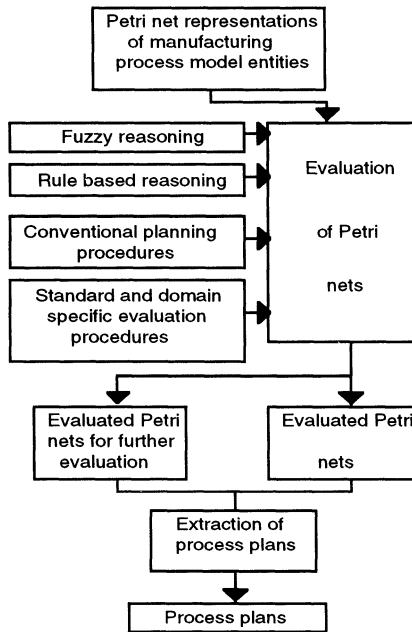 Petri net representations
of manufacturing
process model entities
Fuzzy reasoning
Rule based reasoning
Conventional planning
procedures
Standard and domain
specific evaluation
procedures
Evaluation
of Petri
nets
Evaluated Petri
nets for further
evaluation
Evaluated Petri
nets
Extraction of
process plans
Process plans